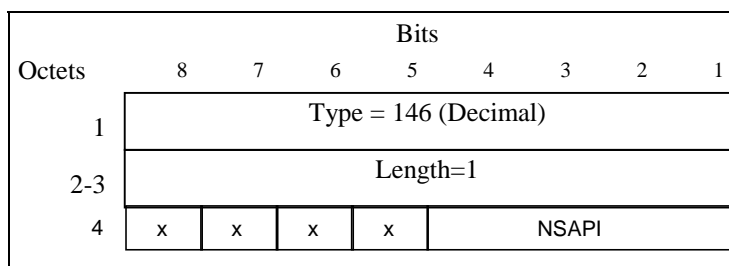 Bits
Octets 8 7 6 5 4 3 2 1
1 Type = 146 (Decimal)
2-3 Length=1
4 x x x x NSAPI